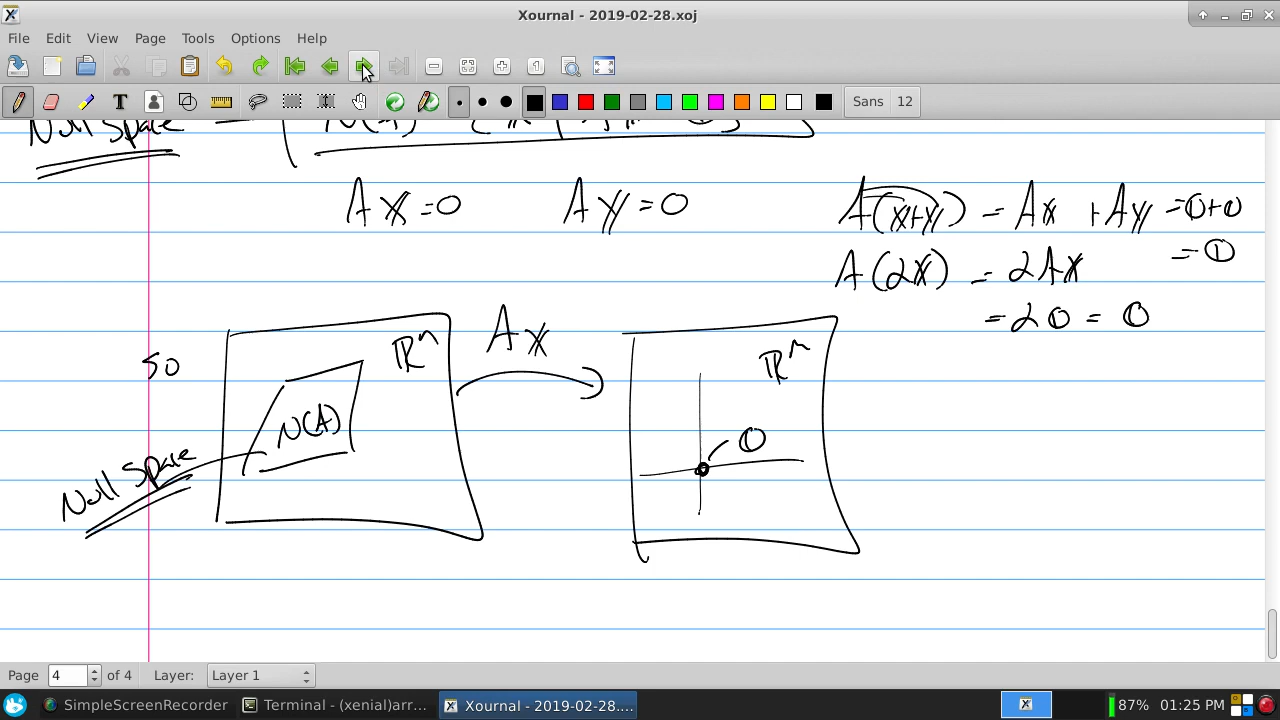 Xournal - 2019-02-28.xoj
File Edit View Page Tools Options Help
Sans 12
Null Space
N(A)
Ax=0 Ay=0 A(x+y) = Ax +Ay =0+0
=0
A(2x) = 2Ax
= 20 = 0
so
ℝⁿ Ax ℝᵐ
N(A)
0
Null Space
Page 4 of 4 Layer: Layer 1
SimpleScreenRecorder Terminal - (xenial)arr... Xournal - 2019-02-28.... 87% 01:25 PM